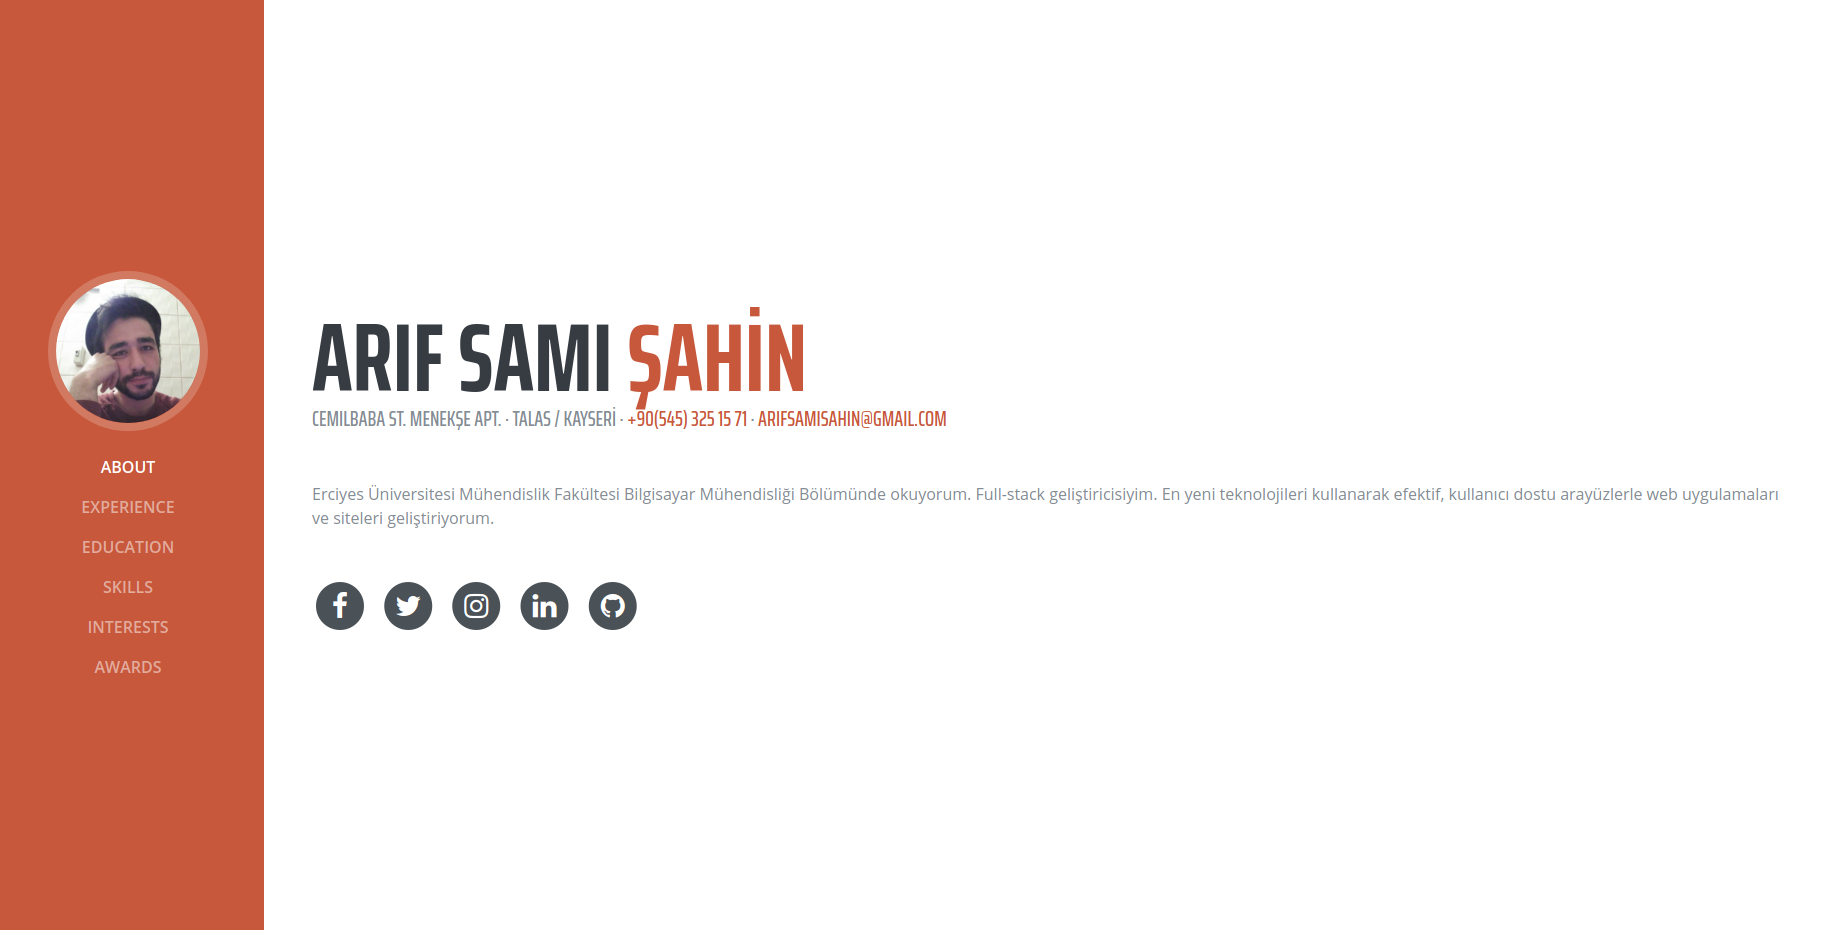 ABOUT
EXPERIENCE
EDUCATION
SKILLS
INTERESTS
AWARDS
ARIF SAMI ŞAHİN
CEMILBABA ST. MENEKŞE APT. · TALAS / KAYSERİ · +90(545) 325 15 71 · ARIFSAMISAHIN@GMAIL.COM
Erciyes Üniversitesi Mühendislik Fakültesi Bilgisayar Mühendisliği Bölümünde okuyorum. Full-stack geliştiricisiyim. En yeni teknolojileri kullanarak efektif, kullanıcı dostu arayüzlerle web uygulamaları
ve siteleri geliştiriyorum.